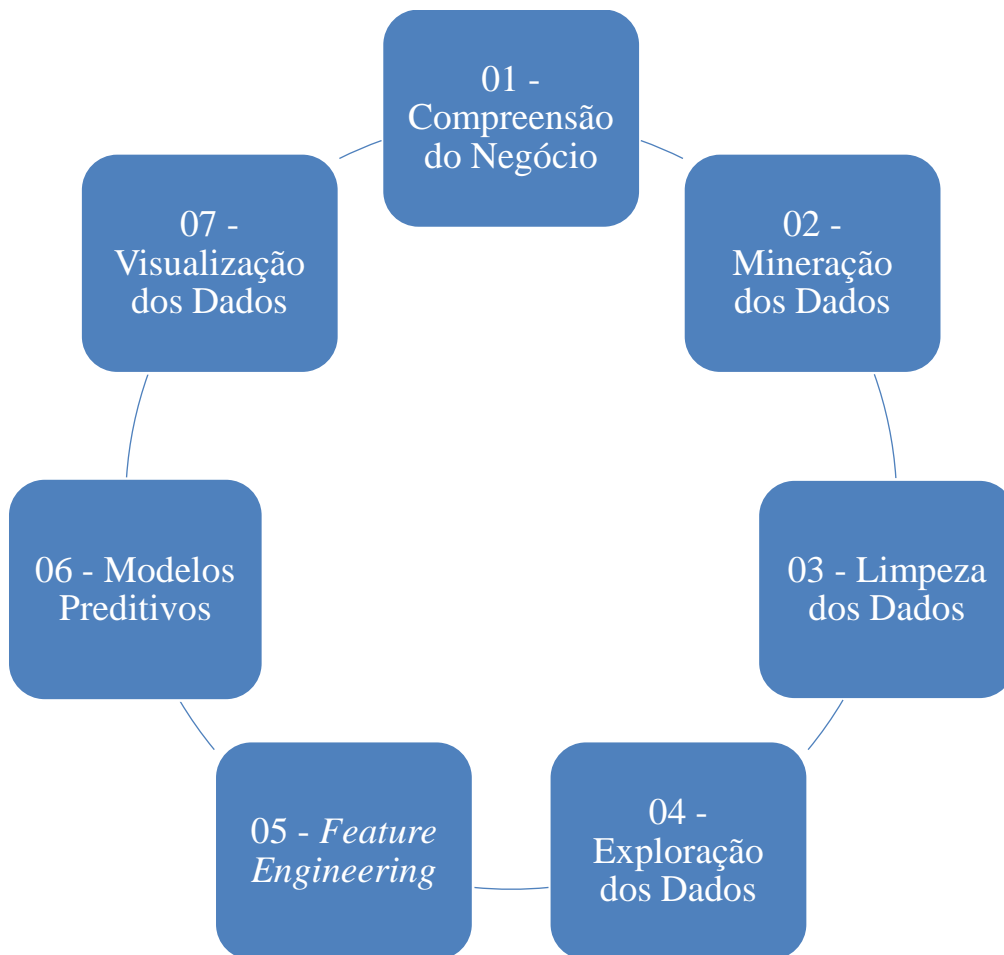 01 -
Compreensão
do Negócio
02 -
Mineração
dos Dados
03 - Limpeza
dos Dados
04 -
Exploração
dos Dados
05 - Feature
Engineering
06 - Modelos
Preditivos
07 -
Visualização
dos Dados